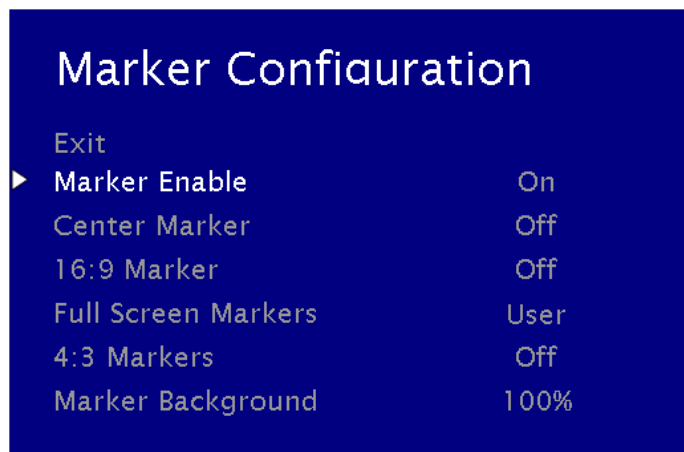 Marker Configuration
Exit
Marker Enable On
Center Marker Off
16:9 Marker Off
Full Screen Markers User
4:3 Markers Off
Marker Background 100%